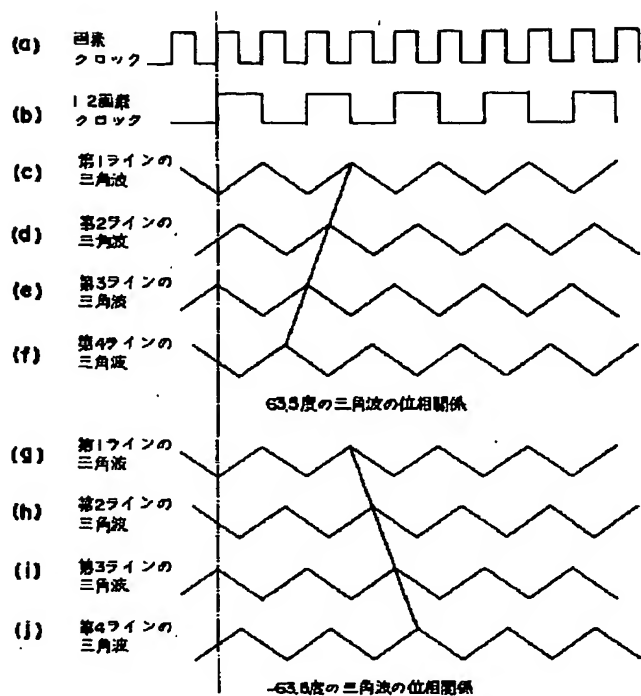 (a) 画素
クロック
(b) 1 2画素
クロック
(c) 第1ラインの
三角波
(d) 第2ラインの
三角波
(e) 第3ラインの
三角波
(f) 第4ラインの
三角波
63.5度の三角波の位相関係
(g) 第1ラインの
三角波
(h) 第2ラインの
三角波
(i) 第3ラインの
三角波
(j) 第4ラインの
三角波
-63.5度の三角波の位相関係